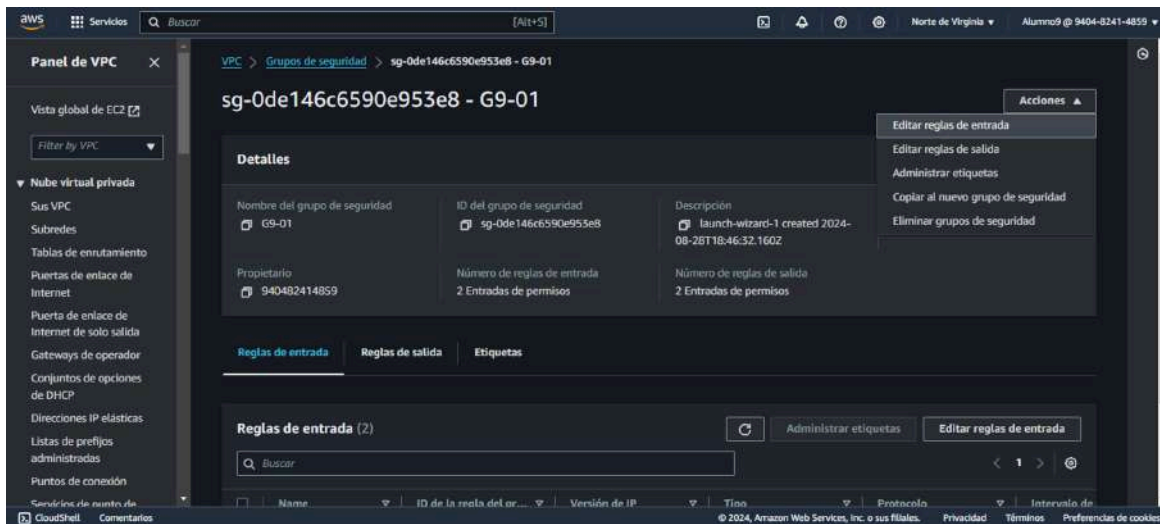 aws
Servicios
Buscar
[Alt+S]
Norte de Virginia
Alumno9 @ 9404-8241-4859
Panel de VPC
VPC > Grupos de seguridad > sg-0de146c6590e953e8 - G9-01
Vista global de EC2
Filter by VPC
Nube virtual privada
Sus VPC
Subredes
Tablas de enrutamiento
Puertas de enlace de
Internet
Puerta de enlace de
Internet de solo salida
Gateways de operador
Conjuntos de opciones
de DHCP
Direcciones IP elásticas
Listas de prefijos
administradas
Puntos de conexión
Servicios de punto de
sg-0de146c6590e953e8 - G9-01
Acciones
Editar reglas de entrada
Editar reglas de salida
Administrar etiquetas
Copiar al nuevo grupo de seguridad
Eliminar grupos de seguridad
Detalles
Nombre del grupo de seguridad
G9-01
ID del grupo de seguridad
sg-0de146c6590e953e8
Descripción
launch-wizard-1 created 2024-
08-28T18:46:32.160Z
Propietario
940482414859
Número de reglas de entrada
2 Entradas de permisos
Número de reglas de salida
2 Entradas de permisos
Reglas de entrada
Reglas de salida
Etiquetas
Reglas de entrada (2)
Administrar etiquetas
Editar reglas de entrada
Buscar
1
Name
ID de la regla del gr...
Versión de IP
Tipo
Protocolo
Intervalo de
CloudShell
Comentarios
© 2024, Amazon Web Services, Inc. o sus filiales.
Privacidad
Términos
Preferencias de cookies